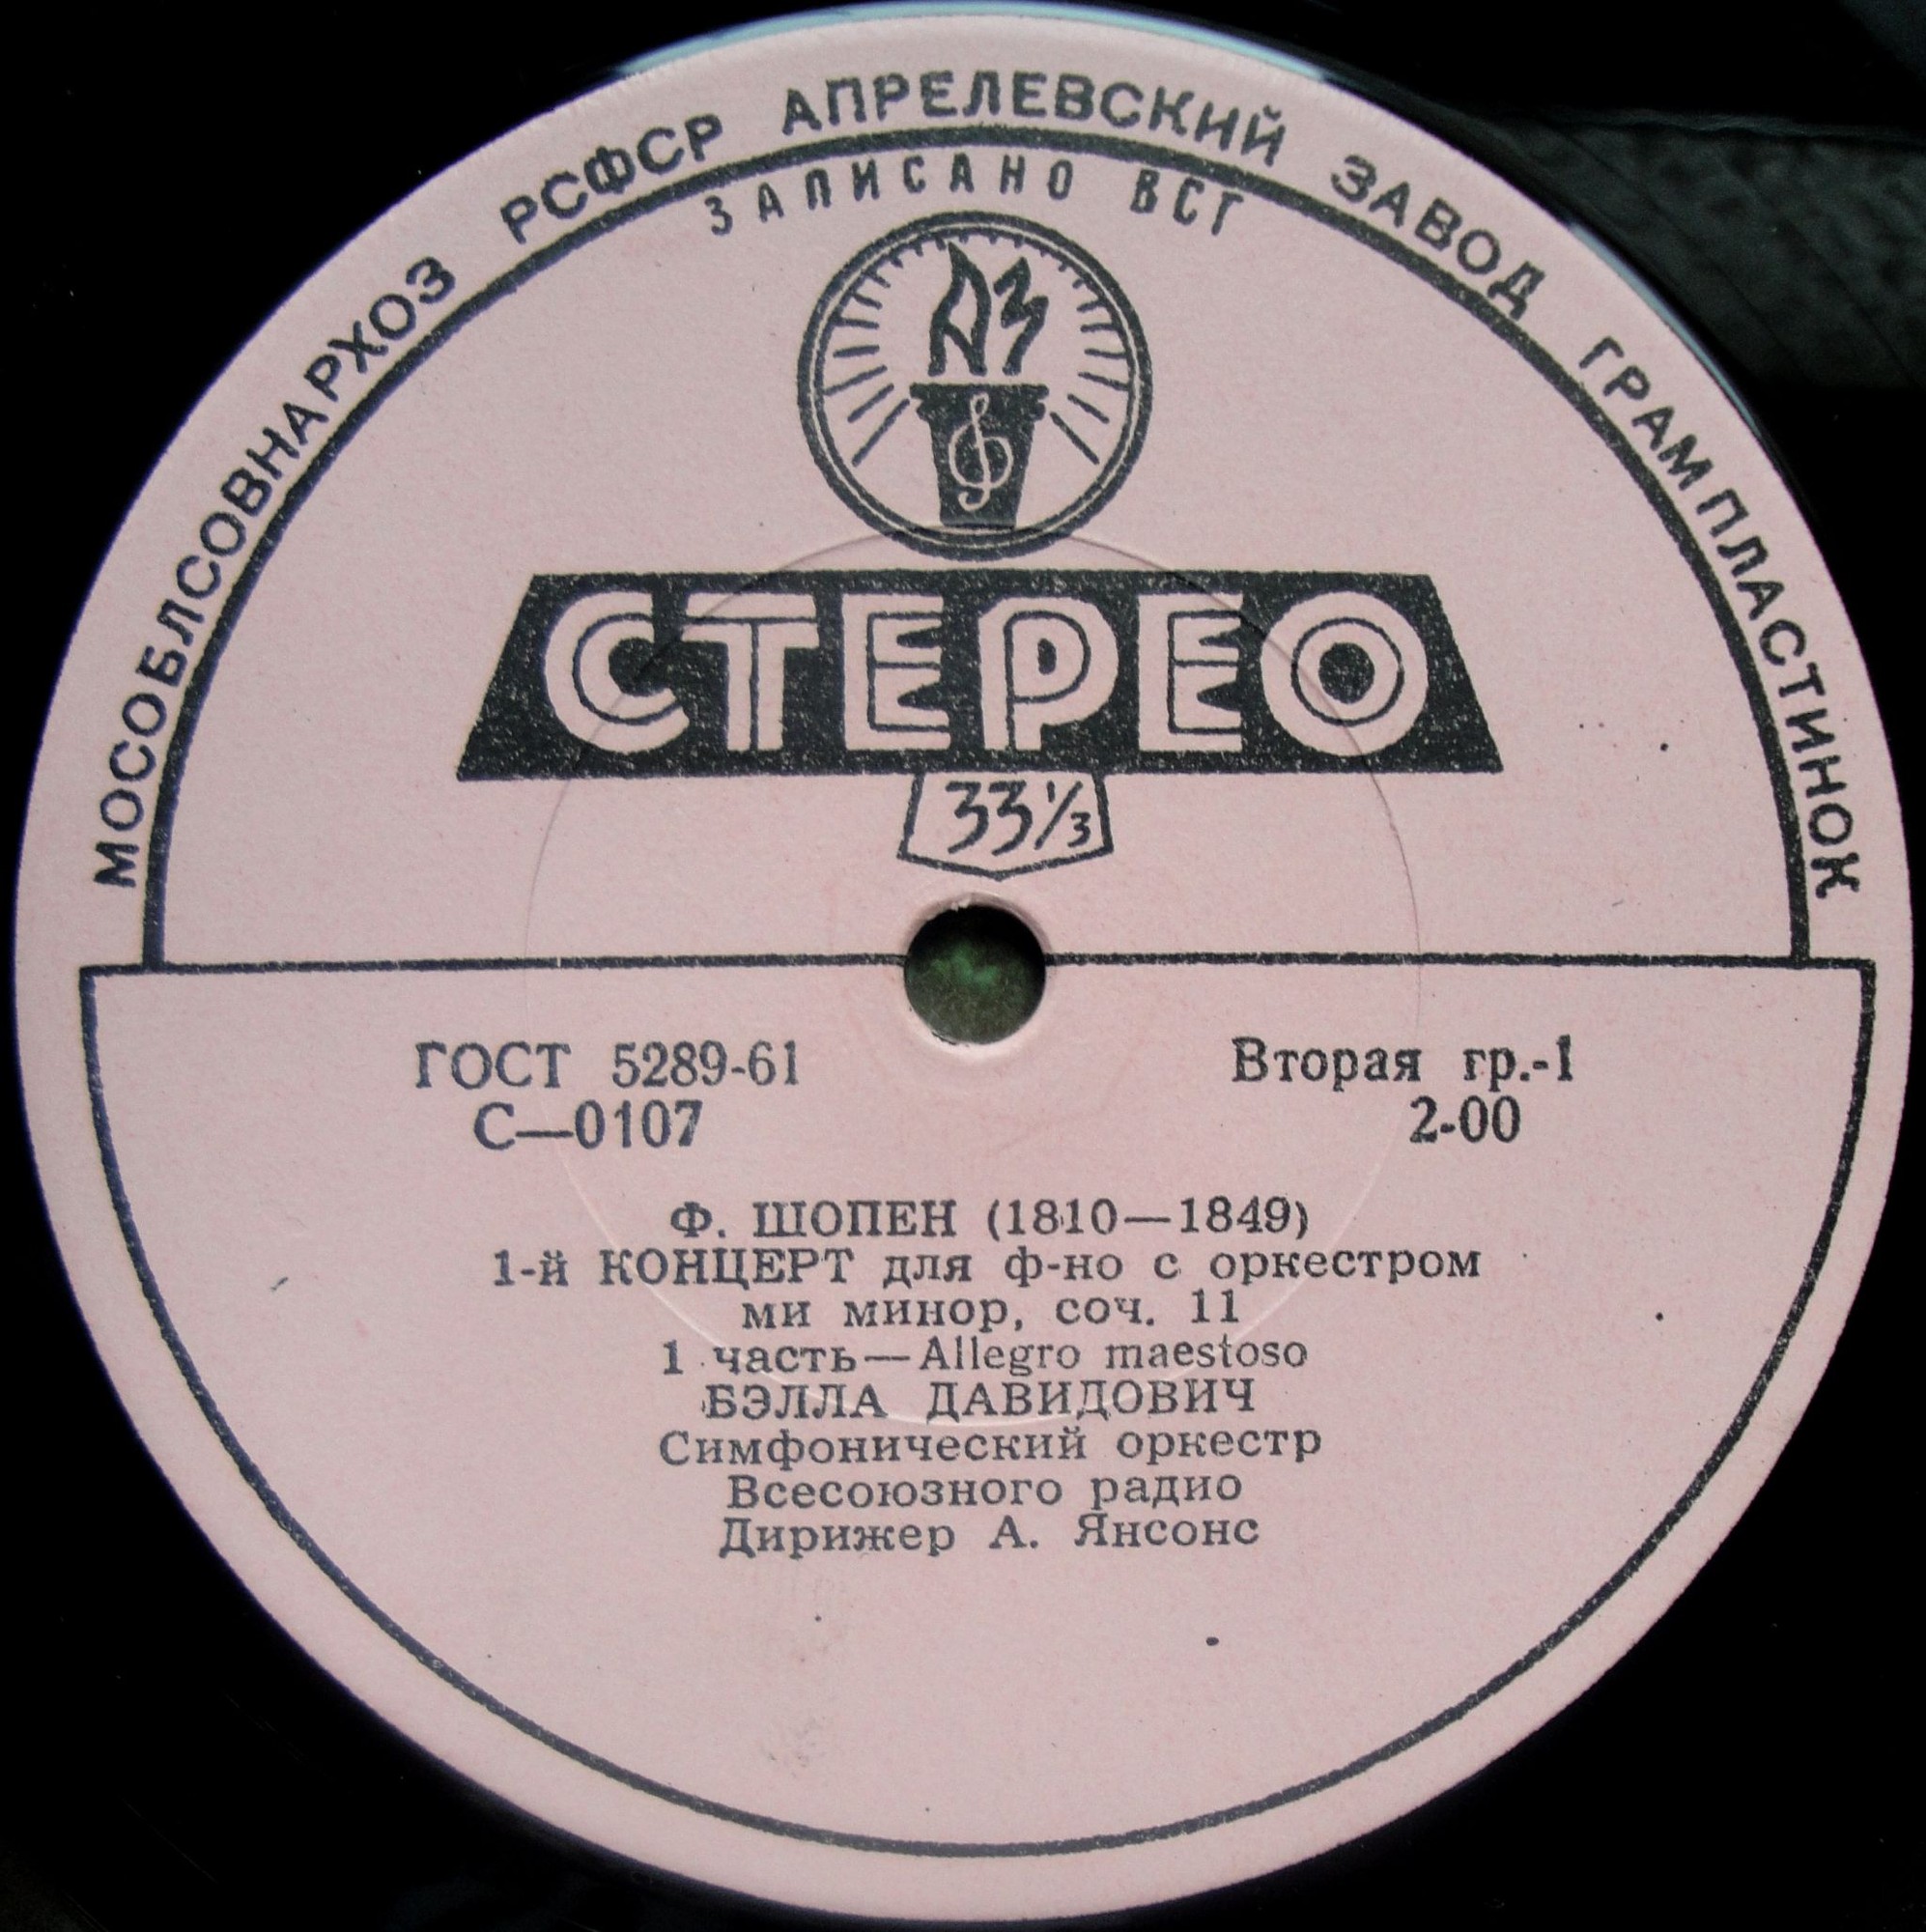 МОСОБЛСОВНАРХОЗ РСФСР АПРЕЛЕВСКИЙ ЗАВОД ГРАМПЛАСТИНОК
ЗАПИСАНО ВСГ
АЗ
СТЕРЕО
33⅓
ГОСТ 5289-61 Вторая гр.-1
С—0107 2-00
Ф. ШОПЕН (1810—1849)
1-й КОНЦЕРТ для ф-но с оркестром
ми минор, соч. 11
1 часть—Allegro maestoso
БЭЛЛА ДАВИДОВИЧ
Симфонический оркестр
Всесоюзного радио
Дирижер А. Янсонс